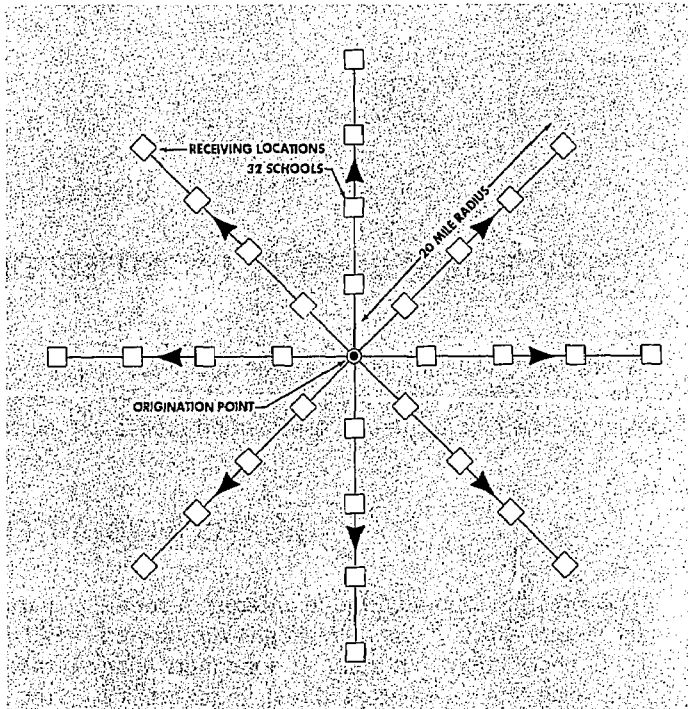 RECEIVING LOCATIONS
32 SCHOOLS
20 MILE RADIUS
ORIGINATION POINT